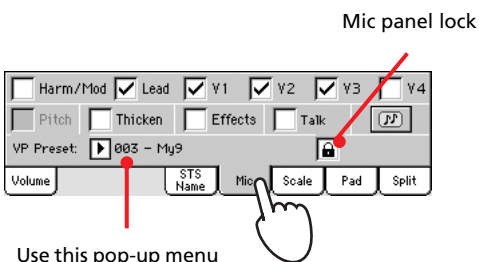 Mic panel lock
Harm/Mod Lead V1 V2 V3 V4
Pitch Thicken Effects Talk
VP Preset: 003 - My9
Volume STS Name Mic Scale Pad Split
Use this pop-up menu